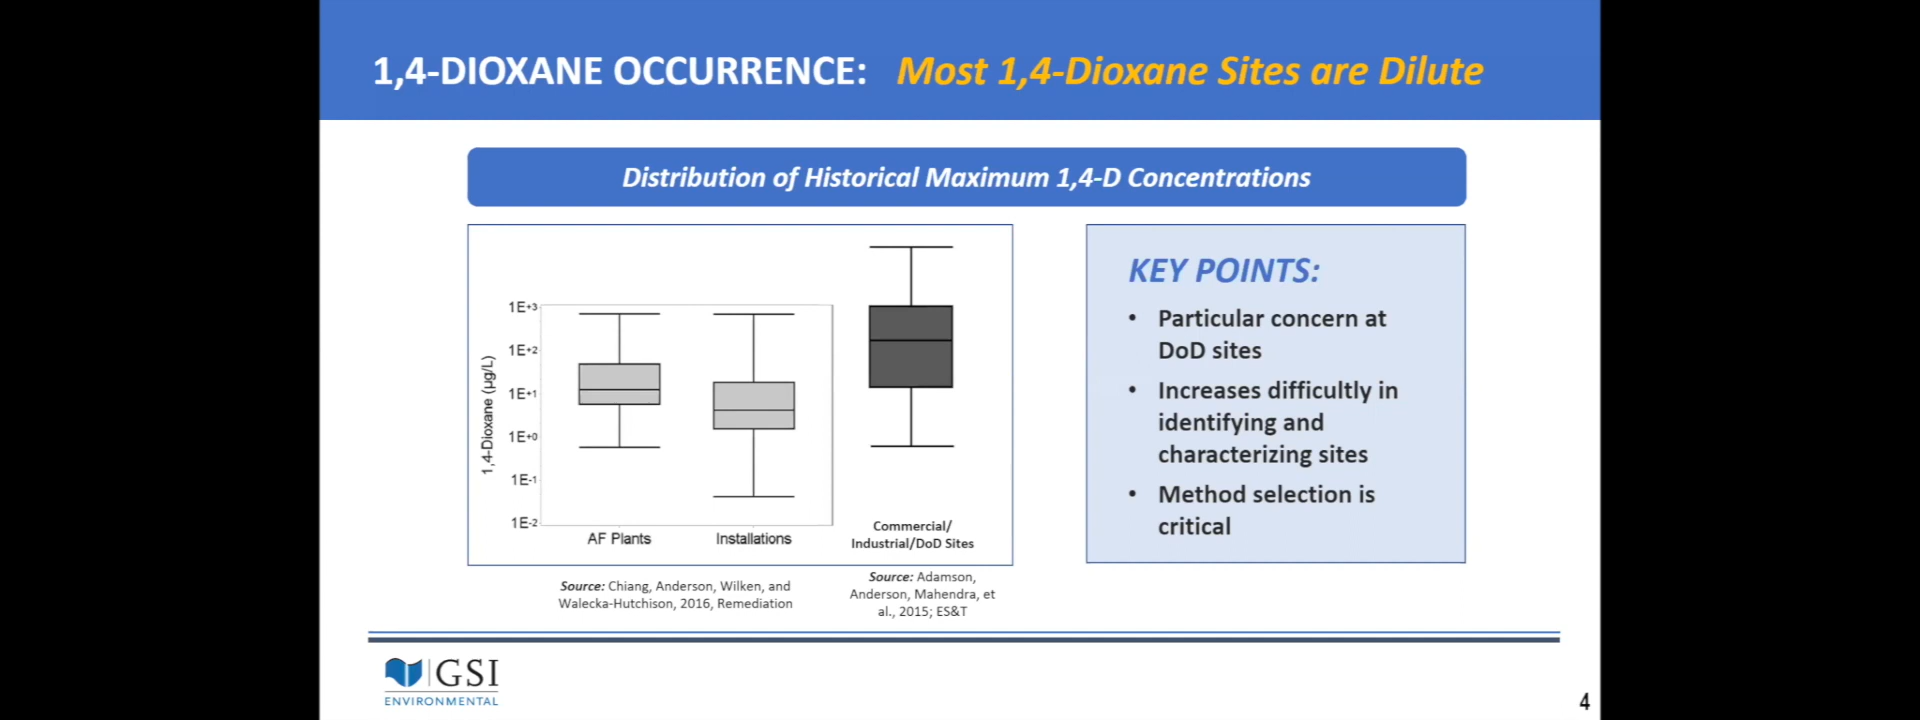 1,4-DIOXANE OCCURRENCE: Most 1,4-Dioxane Sites are Dilute
Distribution of Historical Maximum 1,4-D Concentrations
1,4-Dioxane (µg/L)
1E+3
1E+2
1E+1
1E+0
1E-1
1E-2
AF Plants
Installations
Commercial/
Industrial/DoD Sites
Source: Chiang, Anderson, Wilken, and
Walecka-Hutchison, 2016, Remediation
Source: Adamson,
Anderson, Mahendra, et
al., 2015; ES&T
KEY POINTS:
• Particular concern at
DoD sites
• Increases difficultly in
identifying and
characterizing sites
• Method selection is
critical
GSI
ENVIRONMENTAL
4